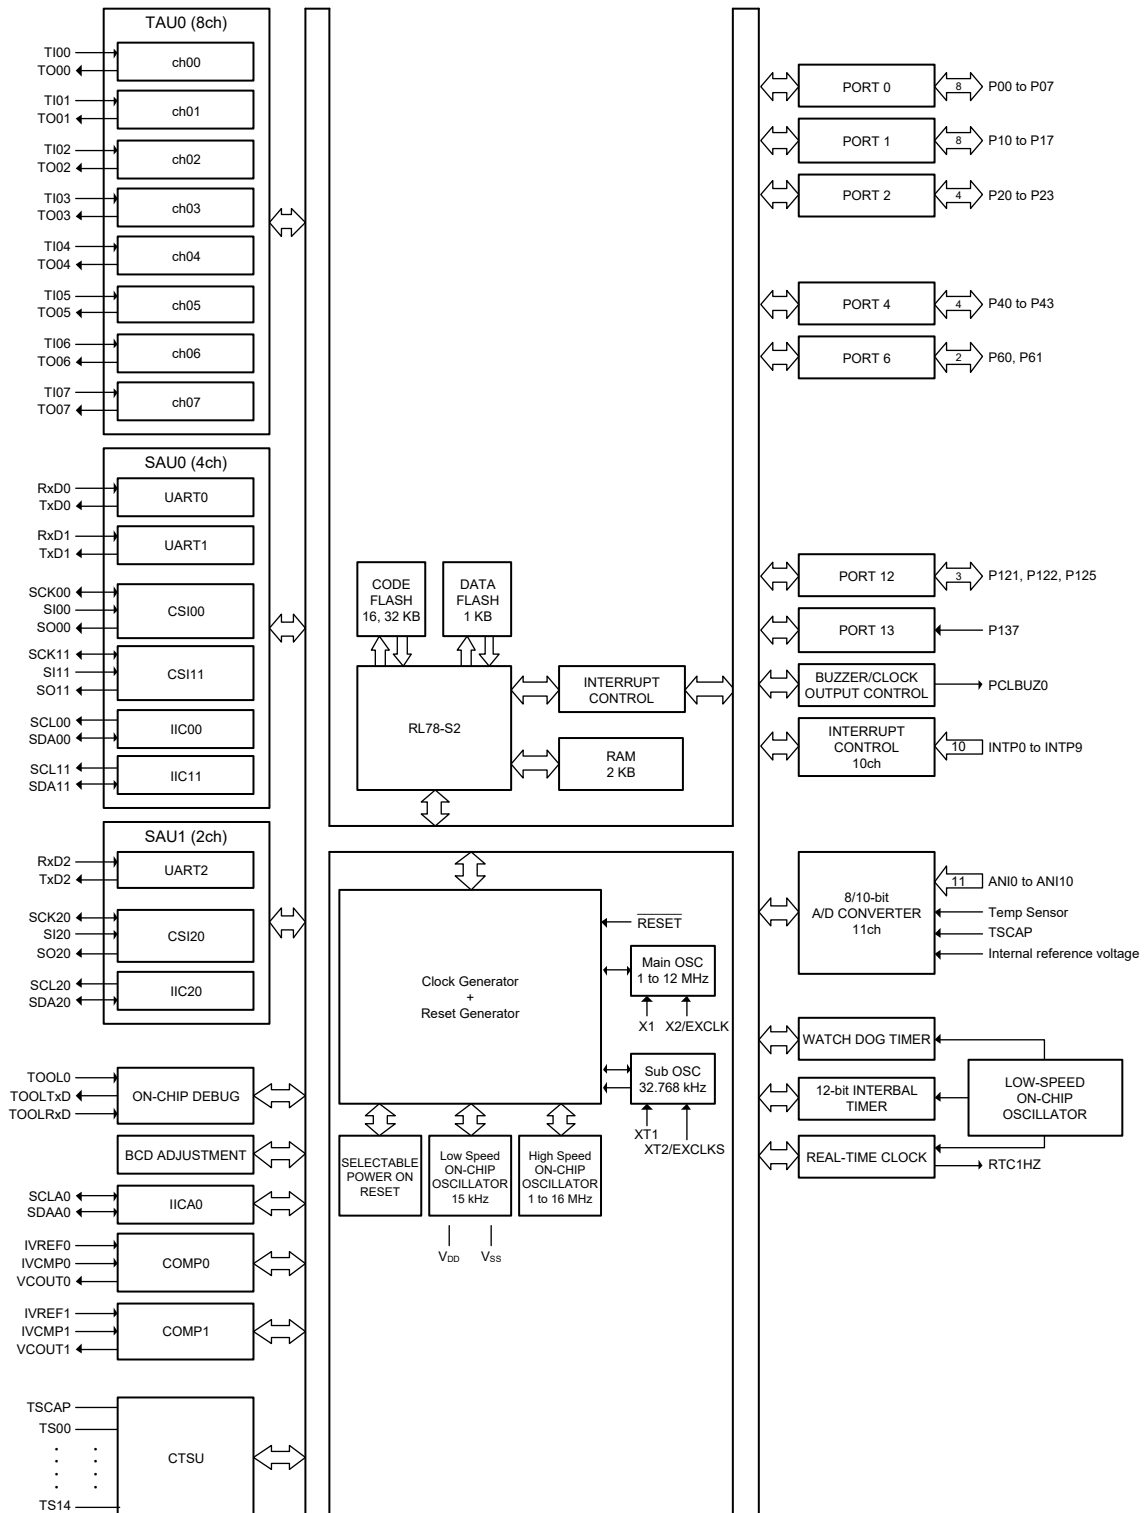 TAU0 (8ch)
TI00
TO00
ch00
TI01
TO01
ch01
TI02
TO02
ch02
TI03
TO03
ch03
TI04
TO04
ch04
TI05
TO05
ch05
TI06
TO06
ch06
TI07
TO07
ch07
SAU0 (4ch)
RxD0
TxD0
UART0
RxD1
TxD1
UART1
SCK00
SI00
SO00
CSI00
SCK11
SI11
SO11
CSI11
SCL00
SDA00
IIC00
SCL11
SDA11
IIC11
SAU1 (2ch)
RxD2
TxD2
UART2
SCK20
SI20
SO20
CSI20
SCL20
SDA20
IIC20
TOOL0
TOOLTxD
TOOLRxD
ON-CHIP DEBUG
BCD ADJUSTMENT
SCLA0
SDAA0
IICA0
IVREF0
IVCMP0
VCOUT0
COMP0
IVREF1
IVCMP1
VCOUT1
COMP1
TSCAP
TS00
TS14
CTSU
CODE
FLASH
16, 32 KB
DATA
FLASH
1 KB
RL78-S2
INTERRUPT
CONTROL
RAM
2 KB
Clock Generator
+
Reset Generator
RESET
Main OSC
1 to 12 MHz
X1 X2/EXCLK
Sub OSC
32.768 kHz
XT1
XT2/EXCLKS
SELECTABLE
POWER ON
RESET
Low Speed
ON-CHIP
OSCILLATOR
15 kHz
High Speed
ON-CHIP
OSCILLATOR
1 to 16 MHz
VDD VSS
PORT 0
8
P00 to P07
PORT 1
8
P10 to P17
PORT 2
4
P20 to P23
PORT 4
4
P40 to P43
PORT 6
2
P60, P61
PORT 12
3
P121, P122, P125
PORT 13
P137
BUZZER/CLOCK
OUTPUT CONTROL
PCLBUZ0
INTERRUPT
CONTROL
10ch
10
INTP0 to INTP9
8/10-bit
A/D CONVERTER
11ch
11
ANI0 to ANI10
Temp Sensor
TSCAP
Internal reference voltage
WATCH DOG TIMER
12-bit INTERBAL
TIMER
REAL-TIME CLOCK
RTC1HZ
LOW-SPEED
ON-CHIP
OSCILLATOR